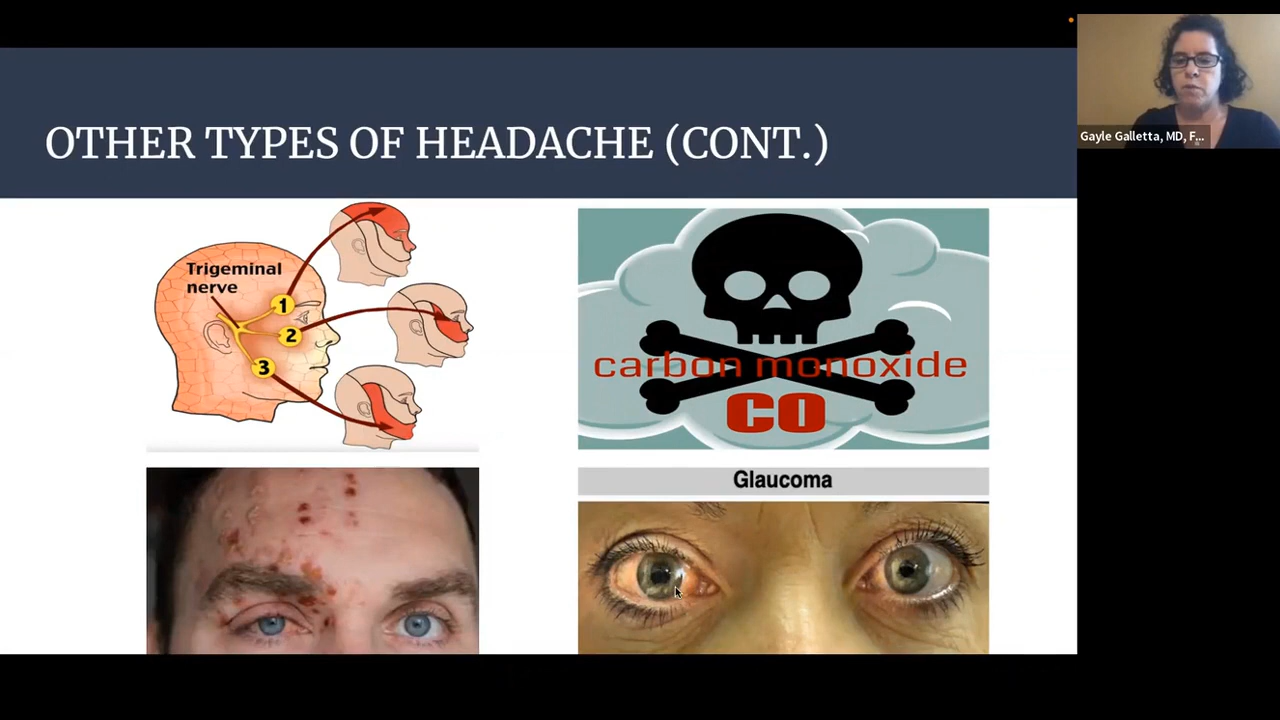 OTHER TYPES OF HEADACHE (CONT.)
Gayle Galletta, MD, F...
Trigeminal
nerve
1
2
3
carbon monoxide
CO
Glaucoma